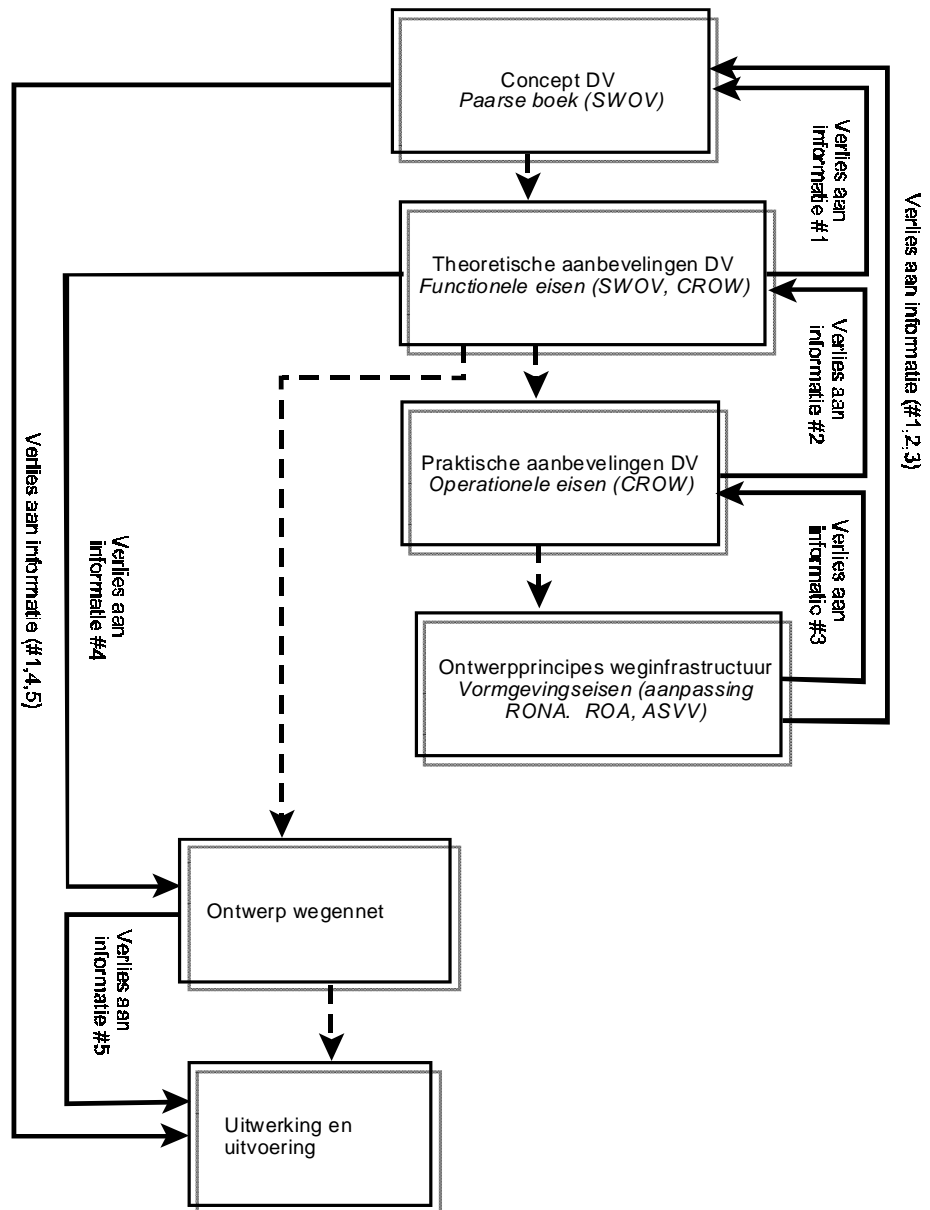 Concept DV
Paarse boek (SWOV)
Verlies aan
informatie #1
Theoretische aanbevelingen DV
Functionele eisen (SWOV, CROW)
Verlies aan
informatie #2
Verlies aan informatie (#1,2,3)
Praktische aanbevelingen DV
Operationele eisen (CROW)
Verlies aan
informatie #3
Ontwerpprincipes weginfrastructuur
Vormgevingseisen (aanpassing
RONA. ROA, ASVV)
Verlies aan informatie (#1,4,5)
Verlies aan
informatie #4
Ontwerp wegennet
Verlies aan
informatie #5
Uitwerking en
uitvoering